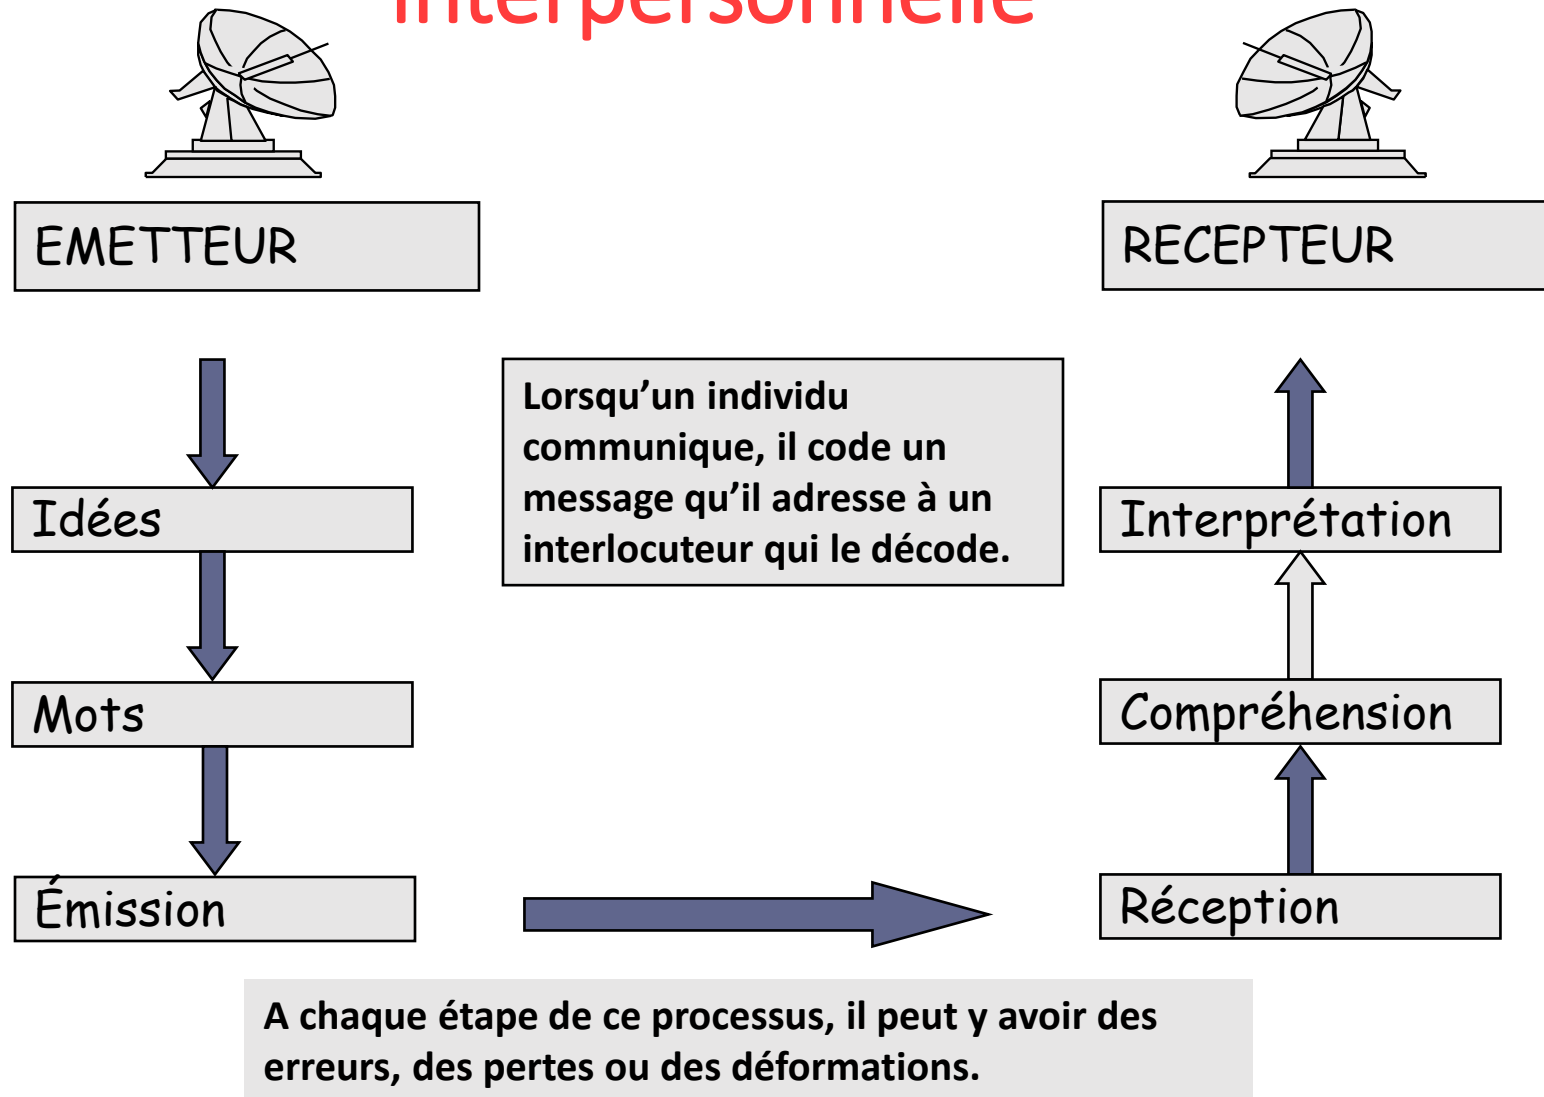 interpersonnelle
EMETTEUR
RECEPTEUR
Lorsqu’un individu
communique, il code un
message qu’il adresse à un
interlocuteur qui le décode.
Idées
Interprétation
Mots
Compréhension
Émission
Réception
A chaque étape de ce processus, il peut y avoir des
erreurs, des pertes ou des déformations.